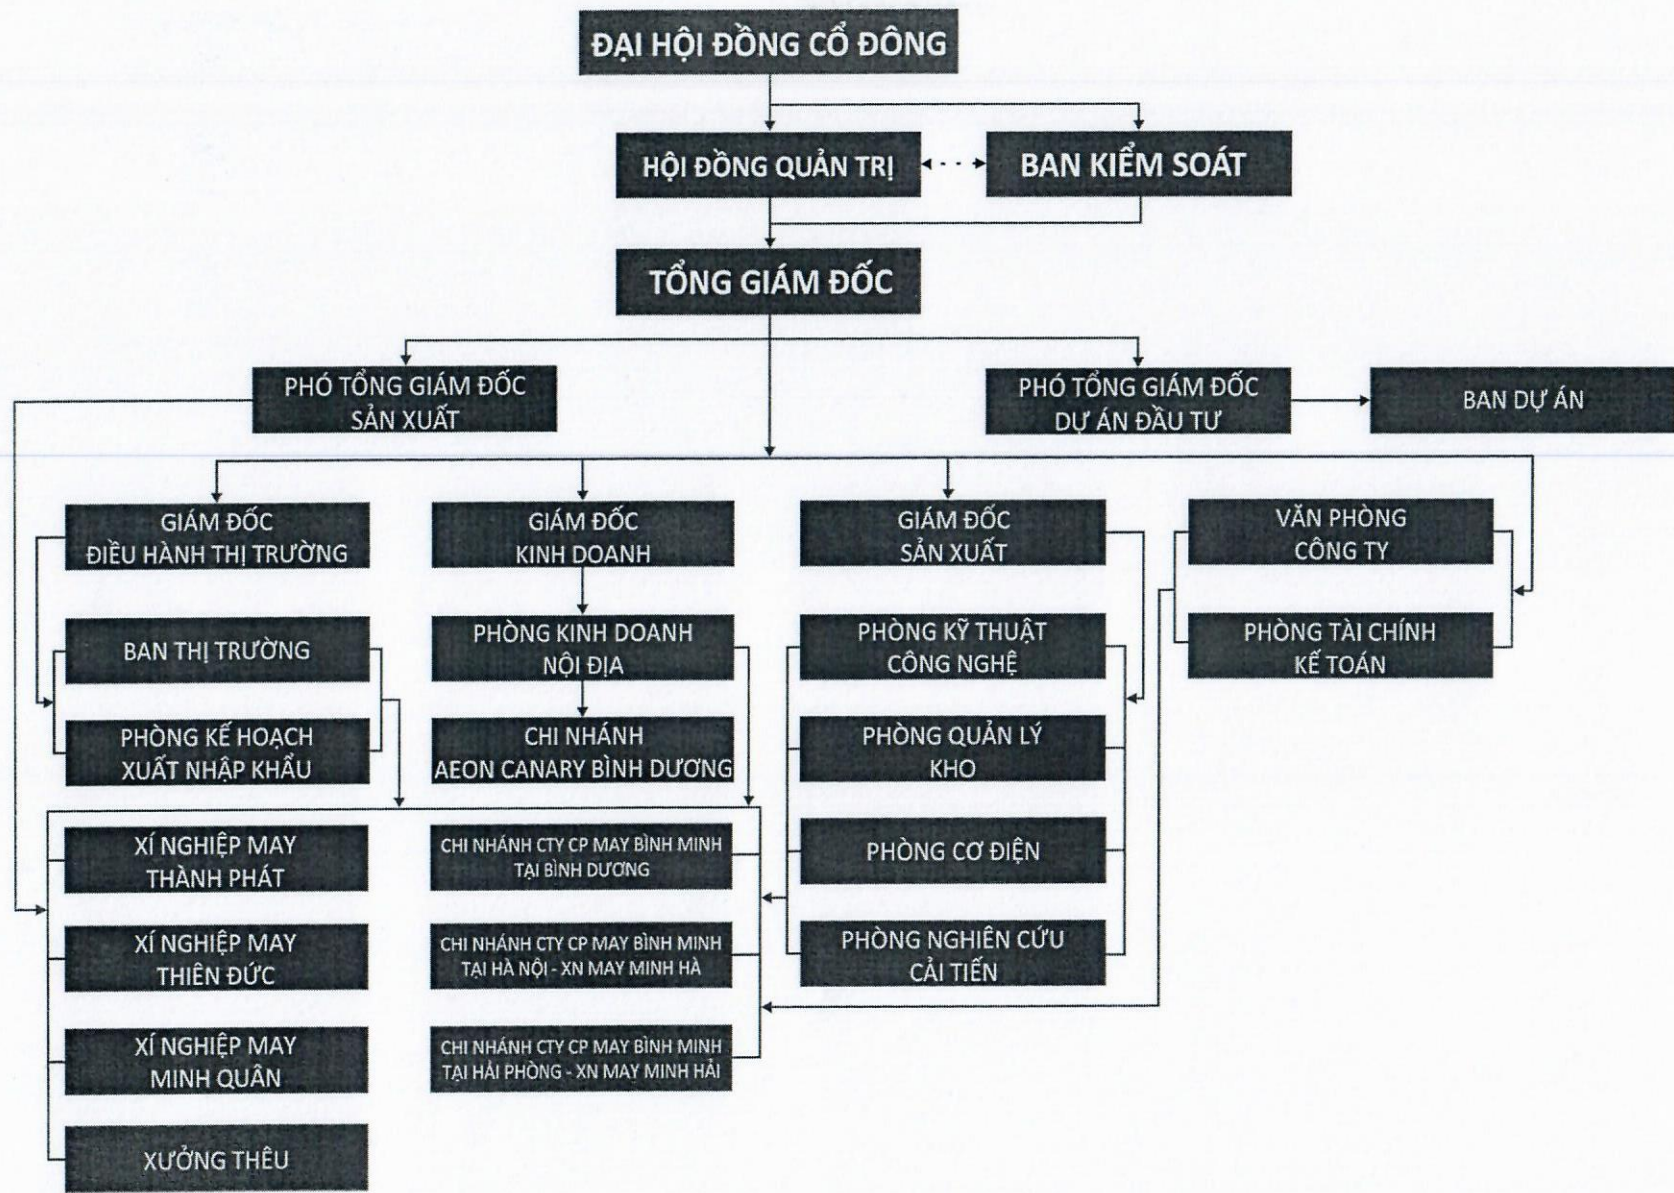 ĐẠI HỘI ĐỒNG CỔ ĐÔNG
HỘI ĐỒNG QUẢN TRỊ
BAN KIỂM SOÁT
TỔNG GIÁM ĐỐC
PHÓ TỔNG GIÁM ĐỐC
SẢN XUẤT
PHÓ TỔNG GIÁM ĐỐC
DỰ ÁN ĐẦU TƯ
BAN DỰ ÁN
GIÁM ĐỐC
ĐIỀU HÀNH THỊ TRƯỜNG
GIÁM ĐỐC
KINH DOANH
GIÁM ĐỐC
SẢN XUẤT
VĂN PHÒNG
CÔNG TY
BAN THỊ TRƯỜNG
PHÒNG KINH DOANH
NỘI ĐỊA
PHÒNG KỸ THUẬT
CÔNG NGHỆ
PHÒNG TÀI CHÍNH
KẾ TOÁN
PHÒNG KẾ HOẠCH
XUẤT NHẬP KHẨU
CHI NHÁNH
AEON CANARY BÌNH DƯƠNG
PHÒNG QUẢN LÝ
KHO
XÍ NGHIỆP MAY
THÀNH PHÁT
CHI NHÁNH CTY CP MAY BÌNH MINH
TẠI BÌNH DƯƠNG
PHÒNG CƠ ĐIỆN
XÍ NGHIỆP MAY
THIÊN ĐỨC
CHI NHÁNH CTY CP MAY BÌNH MINH
TẠI HÀ NỘI - XN MAY MINH HÀ
PHÒNG NGHIÊN CỨU
CẢI TIẾN
XÍ NGHIỆP MAY
MINH QUÂN
CHI NHÁNH CTY CP MAY BÌNH MINH
TẠI HẢI PHÒNG - XN MAY MINH HẢI
XƯỞNG THÊU